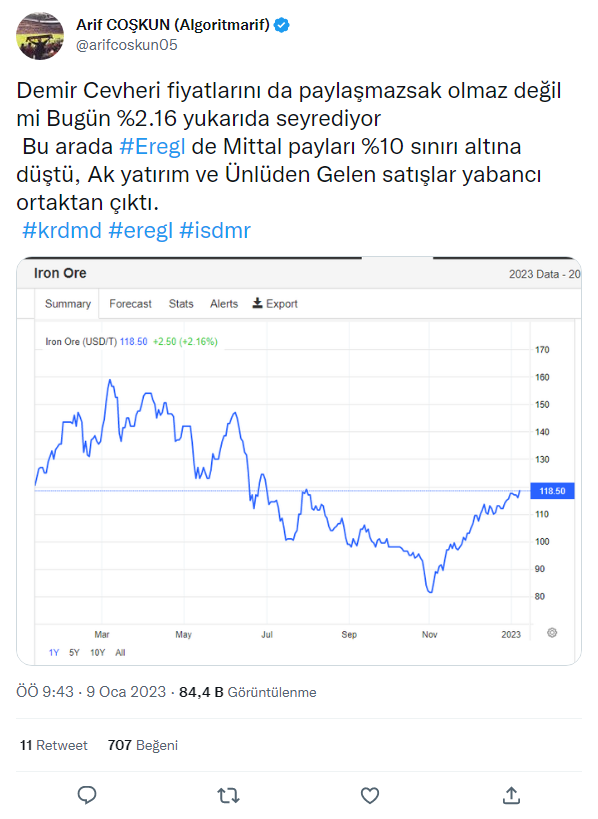 Arif COŞKUN (Algoritmarif)
@arifcoskun05
Demir Cevheri fiyatlarını da paylaşmazsak olmaz değil
mi Bugün %2.16 yukarıda seyrediyor
Bu arada #Eregl de Mittal payları %10 sınırı altına
düştü, Ak yatırım ve Ünlüden Gelen satışlar yabancı
ortaktan çıktı.
#krdmd #eregl #isdmr
Iron Ore
2023 Data - 20
Summary Forecast Stats Alerts Export
Iron Ore (USD/T) 118.50 +2.50 (+2.16%)
170
160
150
140
130
118.50
110
100
90
80
Mar May Jul Sep Nov 2023
1Y 5Y 10Y All
ÖÖ 9:43 · 9 Oca 2023 · 84,4 B Görüntülenme
11 Retweet 707 Beğeni